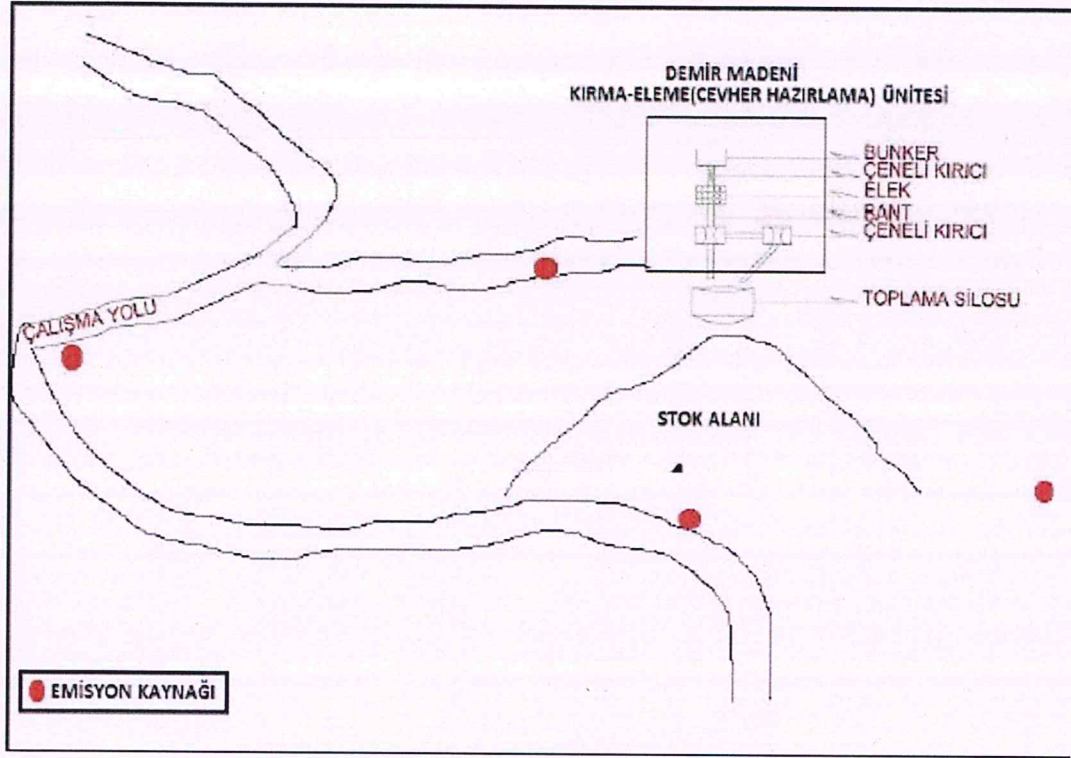 DEMİR MADENİ
KIRMA-ELEME(CEVHER HAZIRLAMA) ÜNİTESİ
BUNKER
ÇENELİ KIRICI
ELEK
BANT
ÇENELİ KIRICI
TOPLAMA SİLOSU
ÇALIŞMA YOLU
STOK ALANI
EMİSYON KAYNAĞI